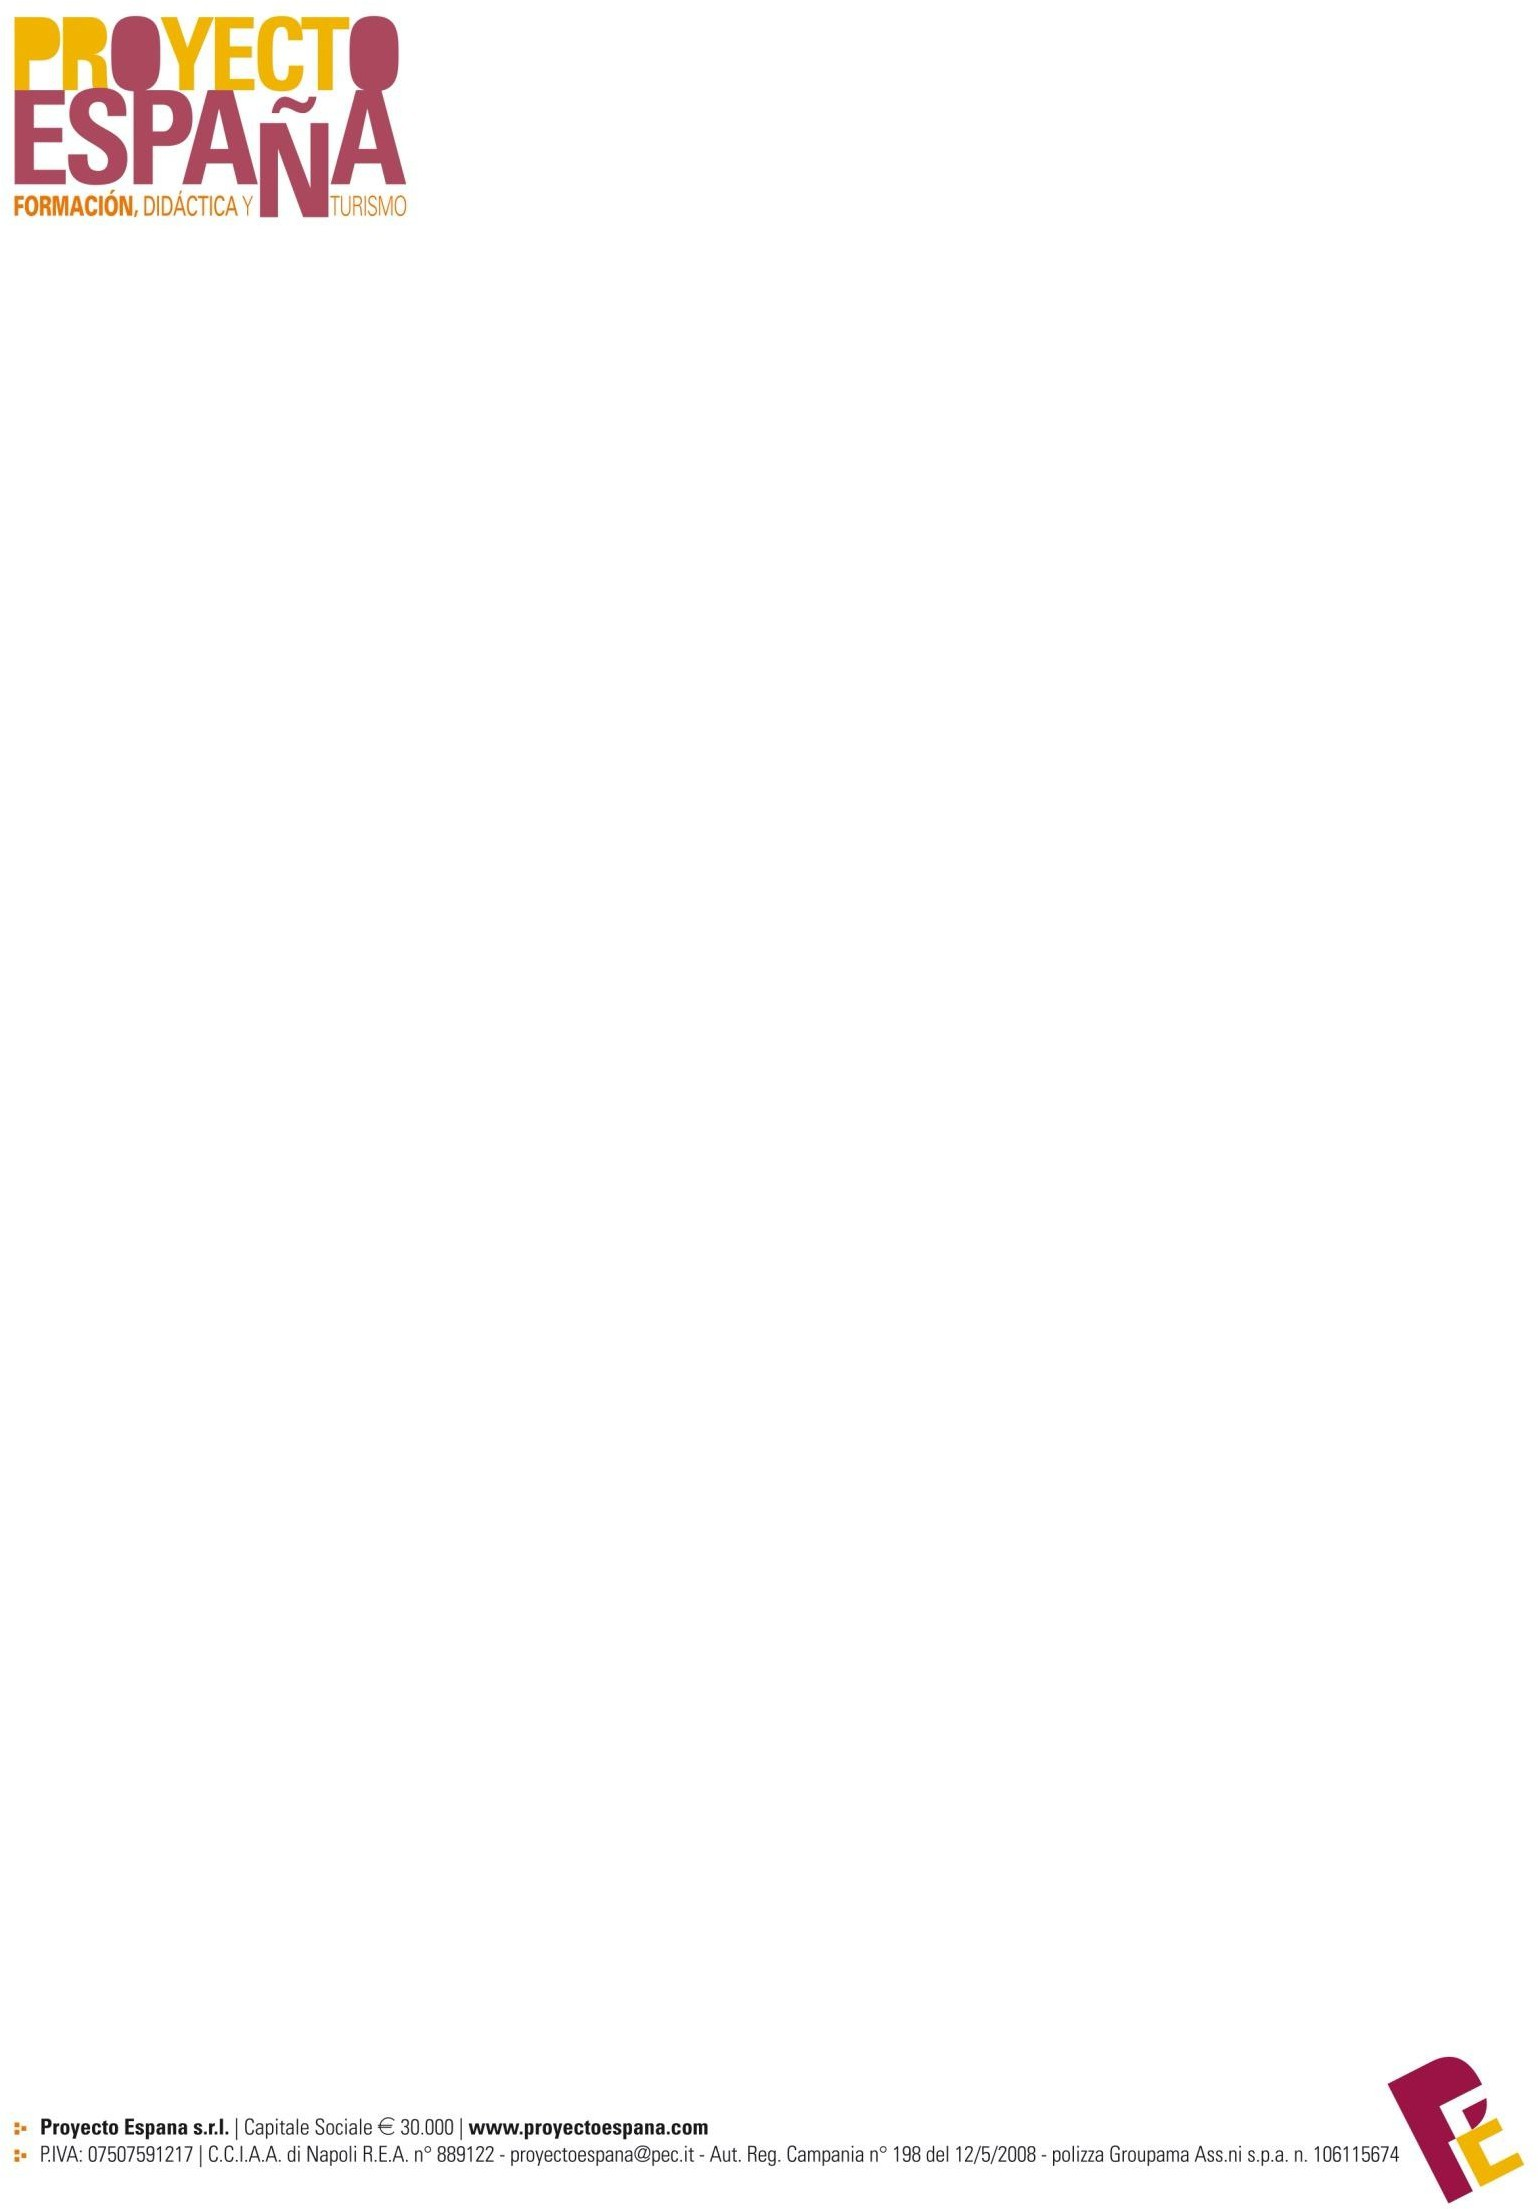 PROYECTO
ESPAÑA
FORMACIÓN, DIDÁCTICA Y TURISMO
Proyecto Espana s.r.l. | Capitale Sociale € 30.000 | www.proyectoespana.com
P.IVA: 07507591217 | C.C.I.A.A. di Napoli R.E.A. n° 889122 - proyectoespana@pec.it - Aut. Reg. Campania n° 198 del 12/5/2008 - polizza Groupama Ass.ni s.p.a. n. 106115674
PE